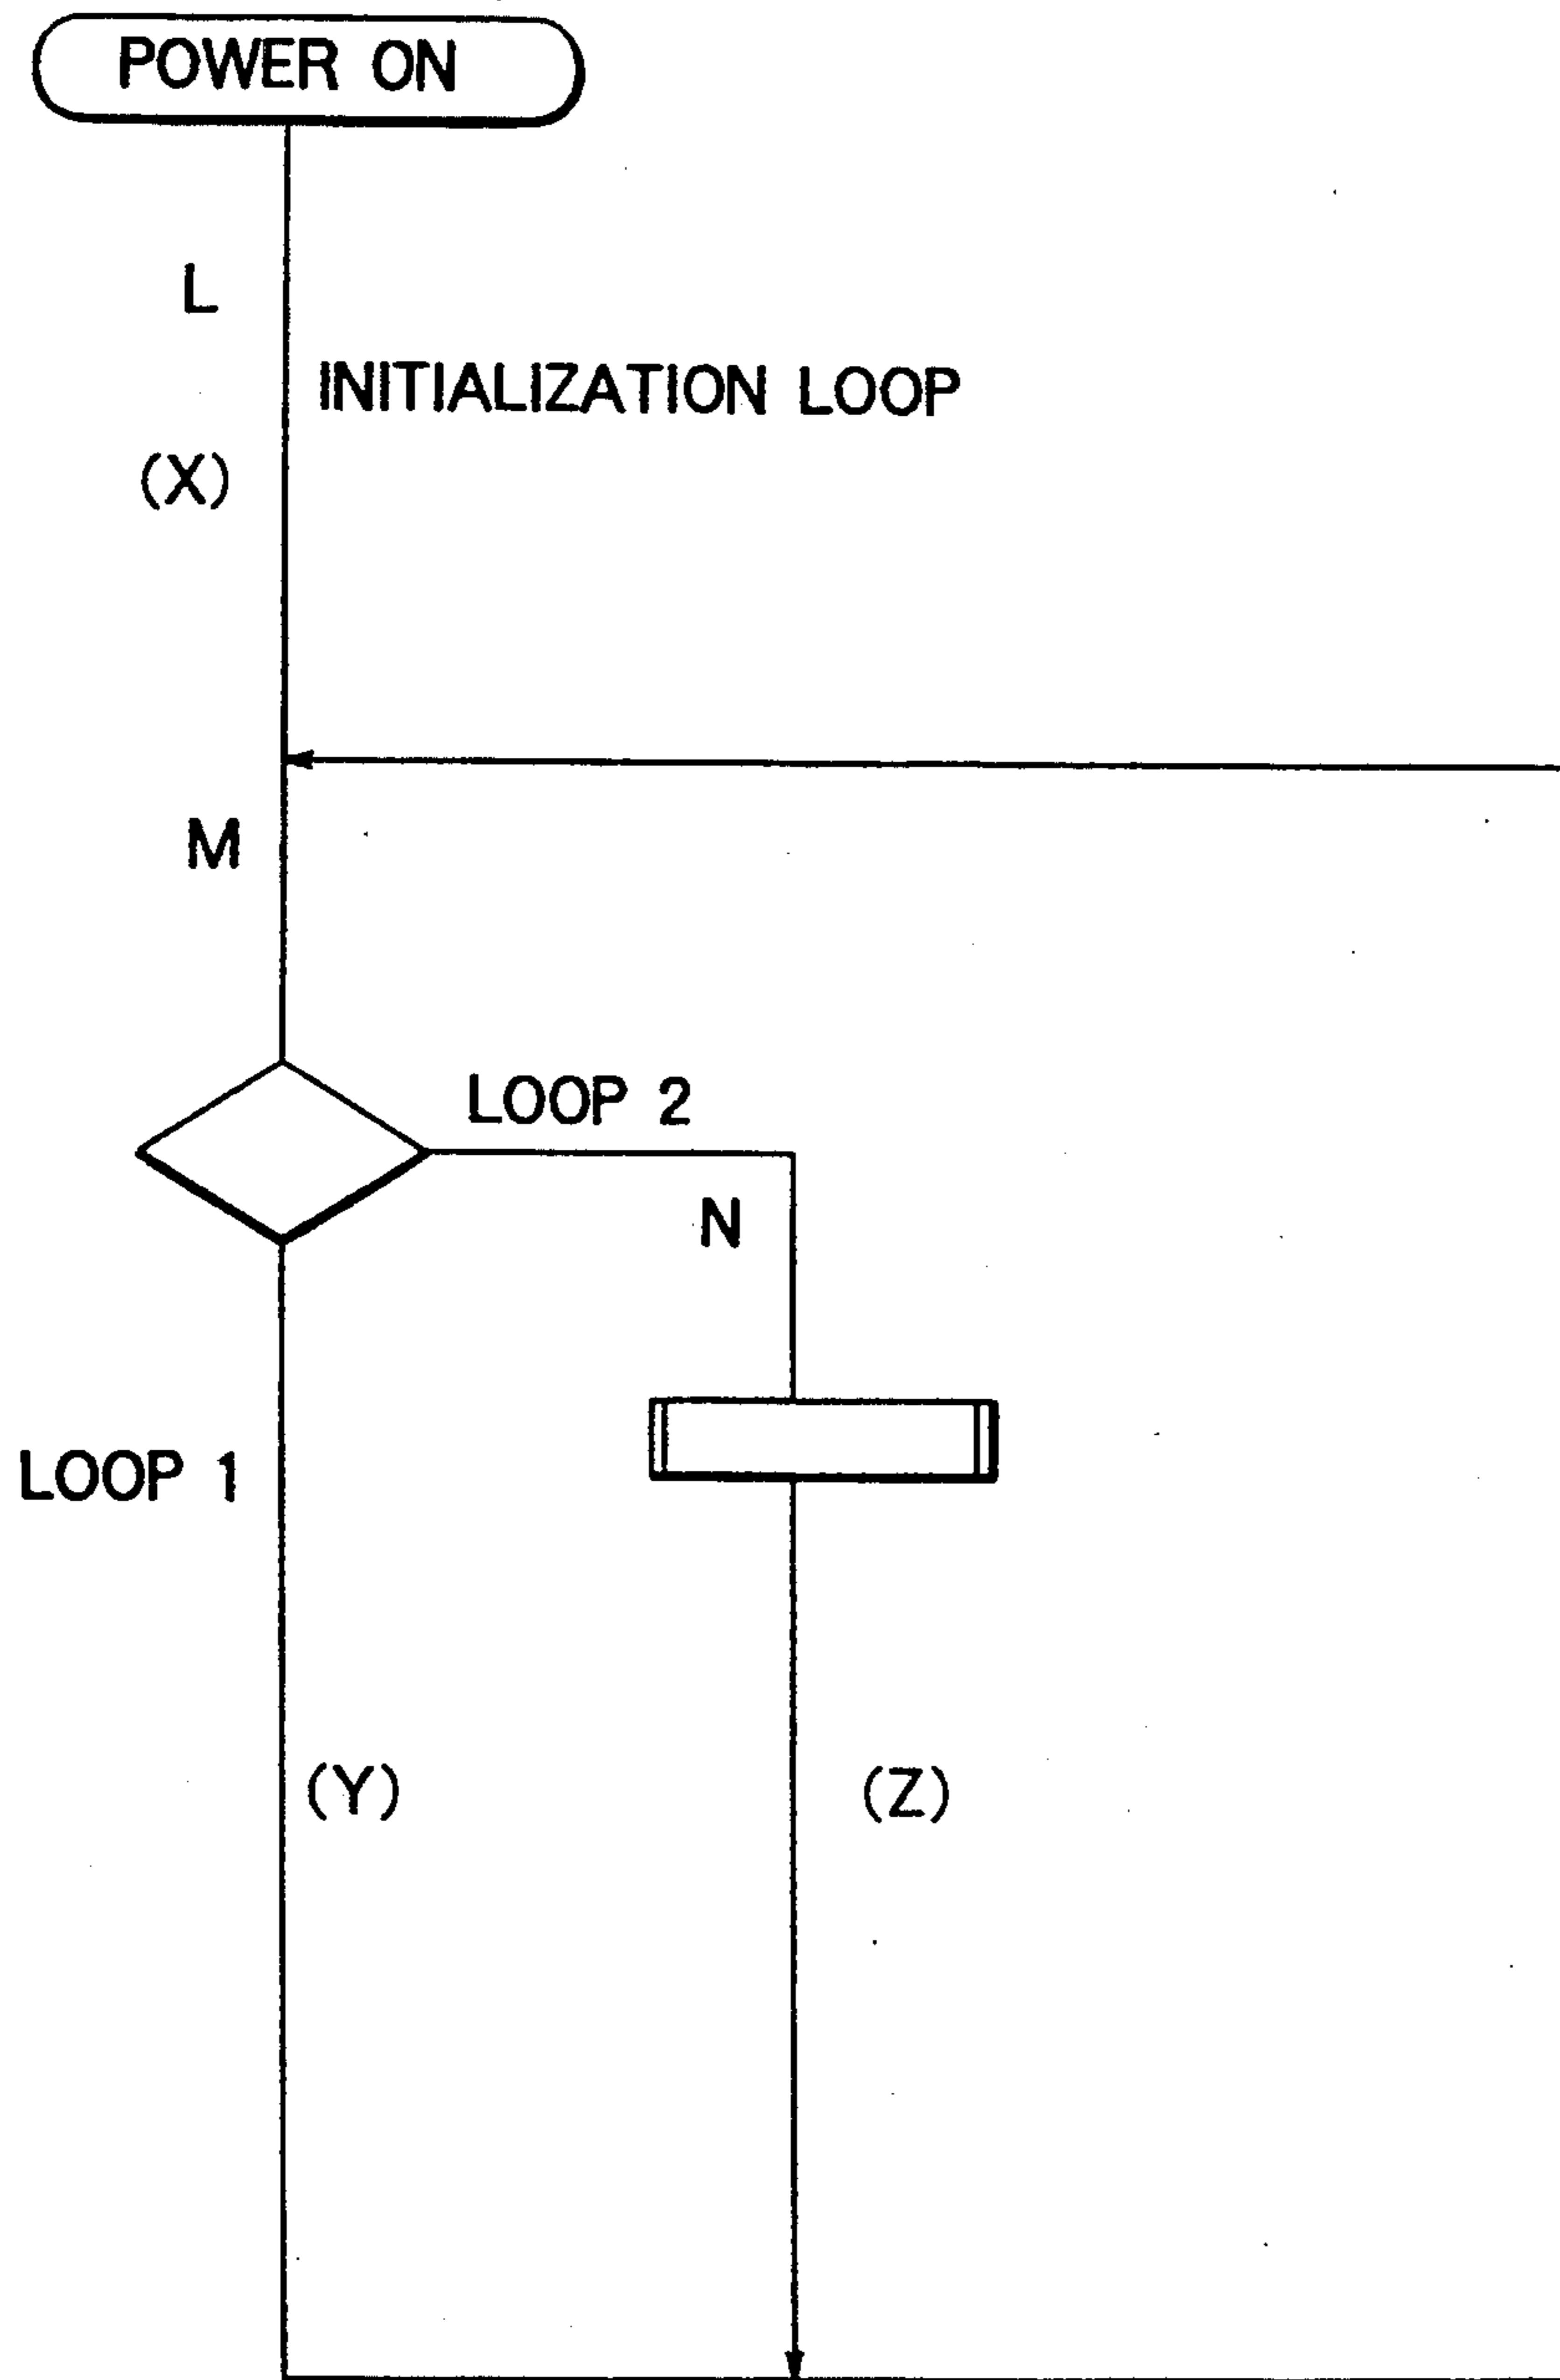 POWER ON
L
INITIALIZATION LOOP
(X)
M
LOOP 2
N
LOOP 1
(Y)
(Z)